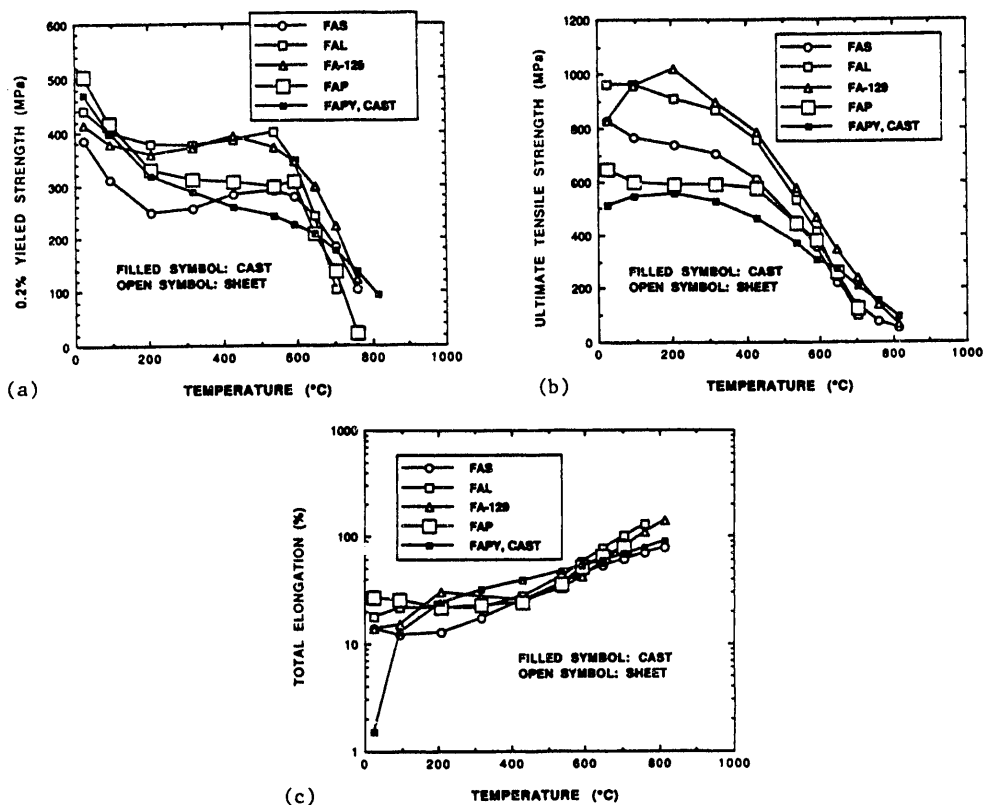 600
500
400
300
200
100
0
0.2% YIELED STRENGTH (MPa)
FAS
FAL
FA-129
FAP
FAPY, CAST
FILLED SYMBOL: CAST
OPEN SYMBOL: SHEET
0 200 400 600 800 1000
TEMPERATURE (°C)
(a)
1200
1000
800
600
400
200
0
ULTIMATE TENSILE STRENGTH (MPa)
FAS
FAL
FA-129
FAP
FAPY, CAST
FILLED SYMBOL: CAST
OPEN SYMBOL: SHEET
0 200 400 600 800 1000
TEMPERATURE (°C)
(b)
1000
100
10
1
TOTAL ELONGATION (%)
FAS
FAL
FA-129
FAP
FAPY, CAST
FILLED SYMBOL: CAST
OPEN SYMBOL: SHEET
0 200 400 600 800 1000
TEMPERATURE (°C)
(c)